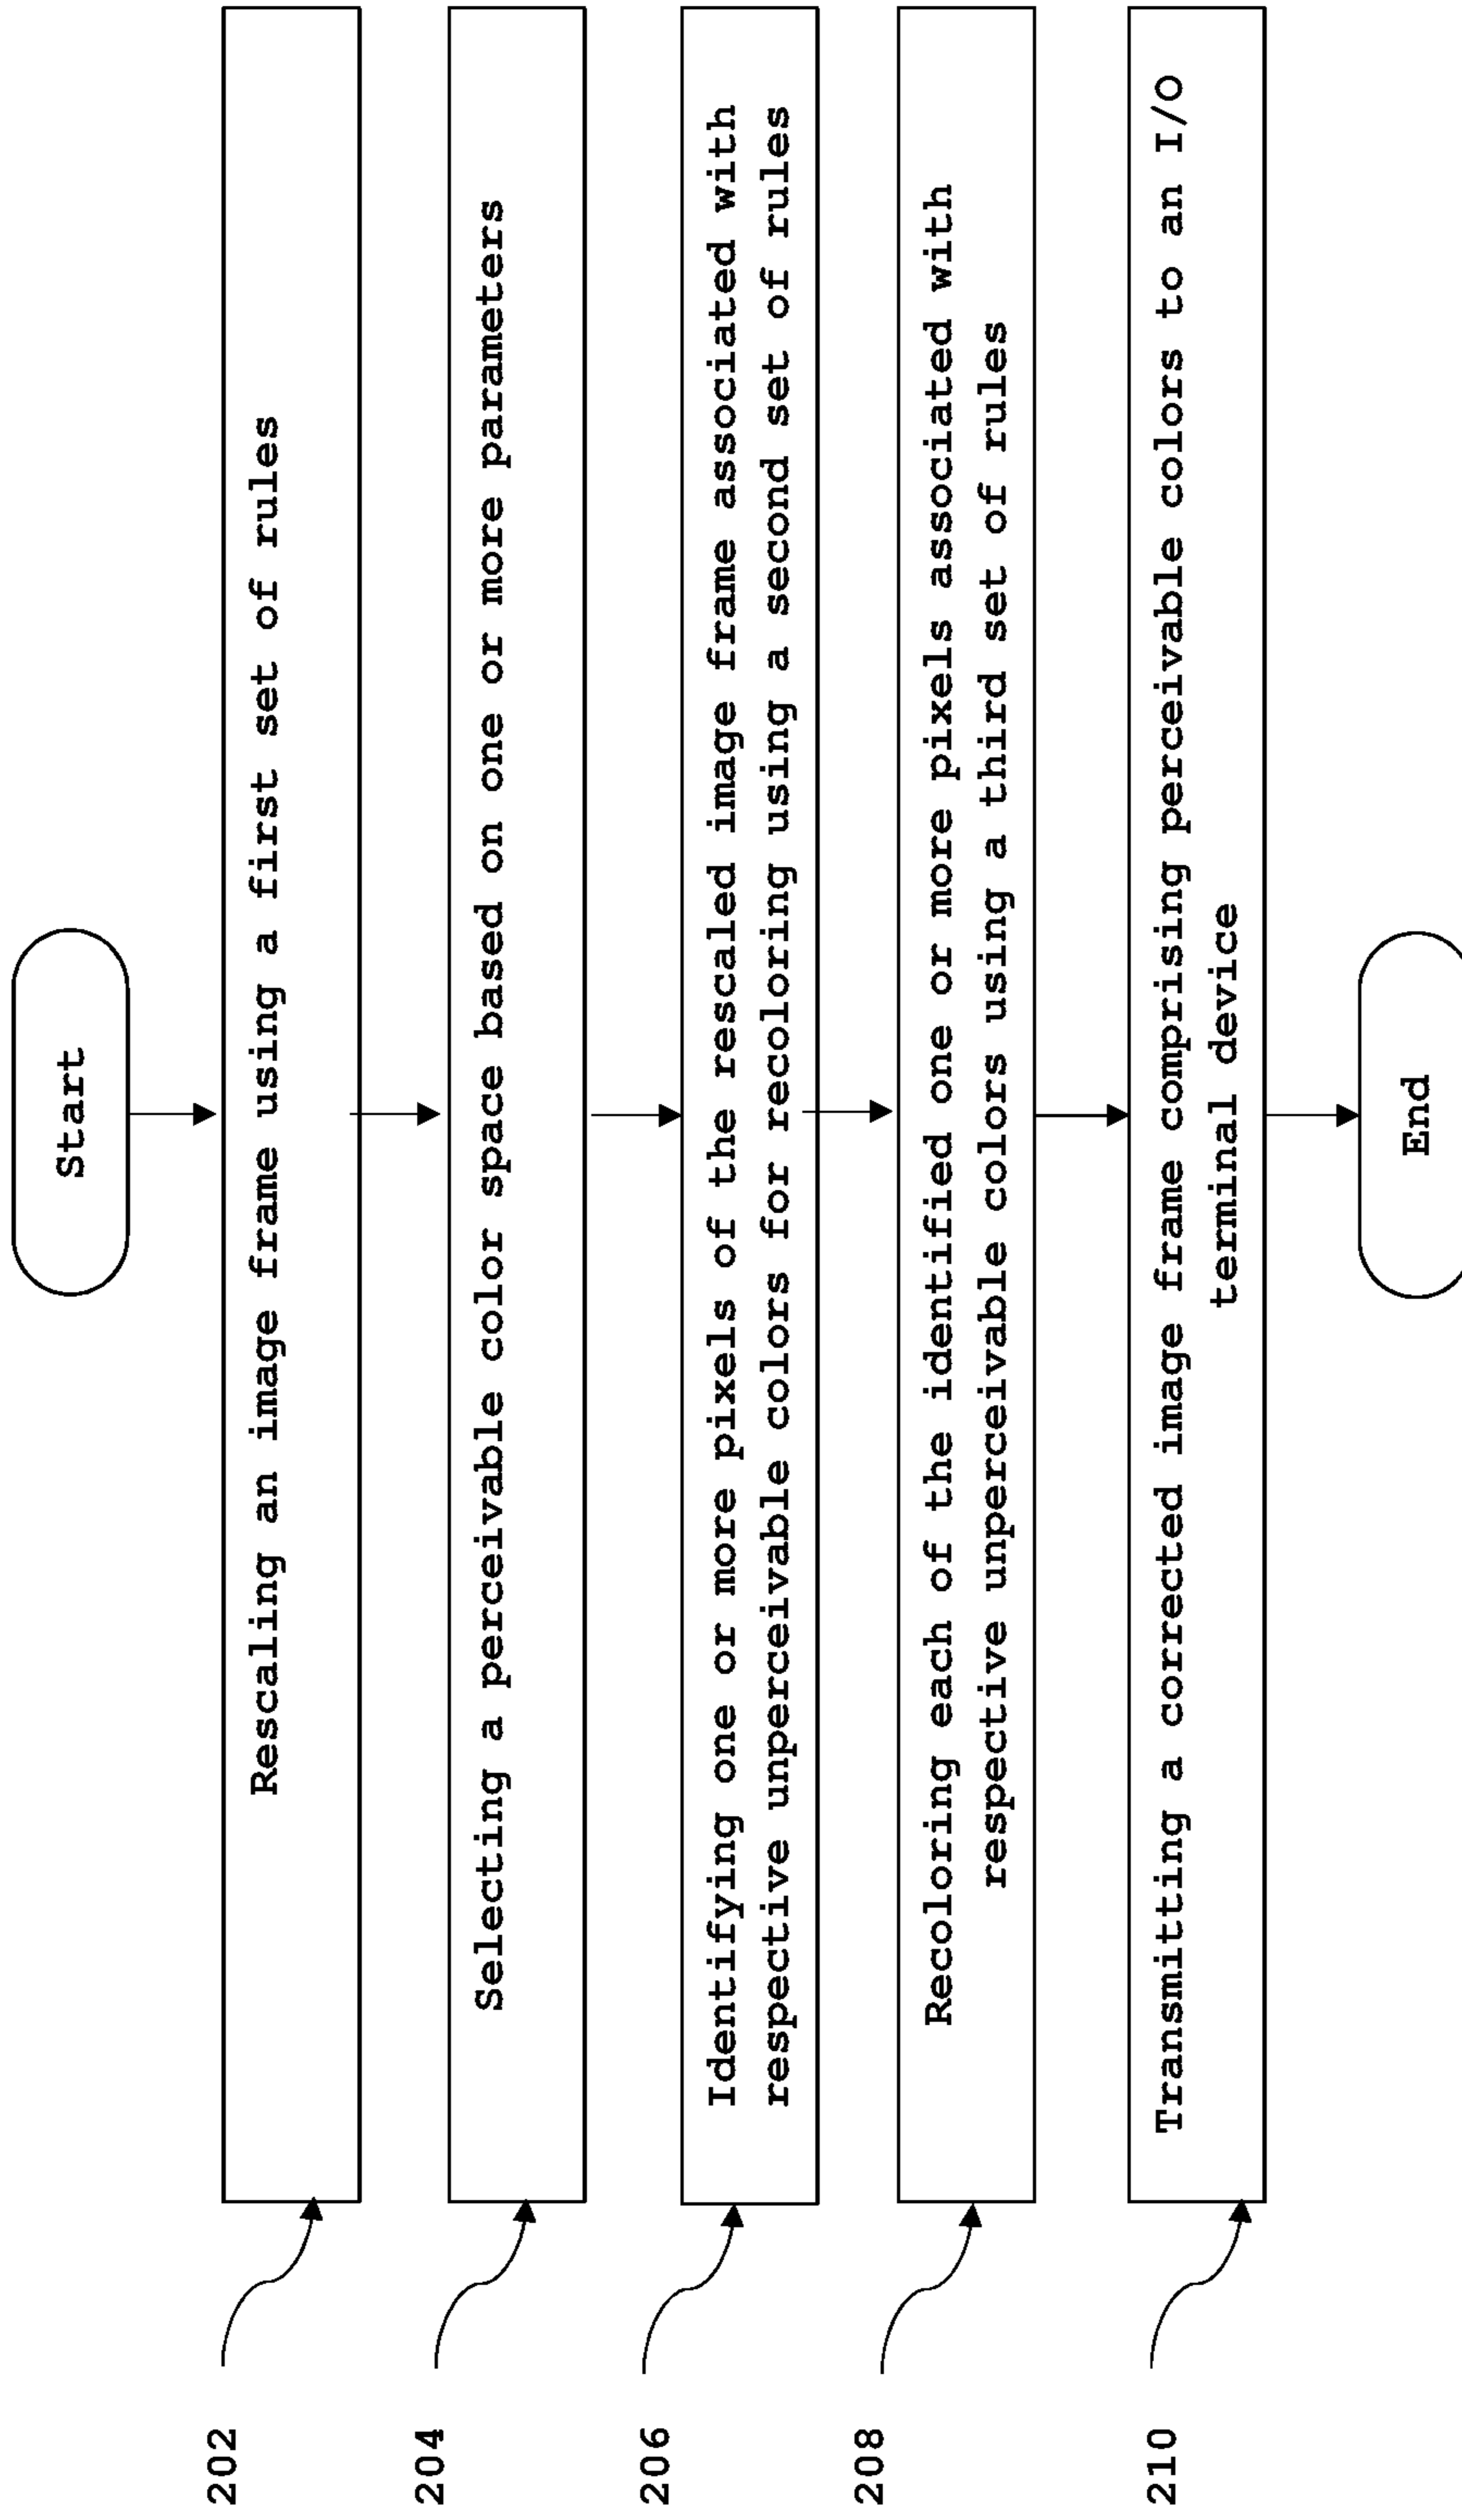 Start
202
Rescaling an image frame using a first set of rules
204
Selecting a perceivable color space based on one or more parameters
206
Identifying one or more pixels of the rescaled image frame associated with
respective unperceivable colors for recoloring using a second set of rules
208
Recoloring each of the identified one or more pixels associated with
respective unperceivable colors using a third set of rules
210
Transmitting a corrected image frame comprising perceivable colors to an I/O
terminal device
End